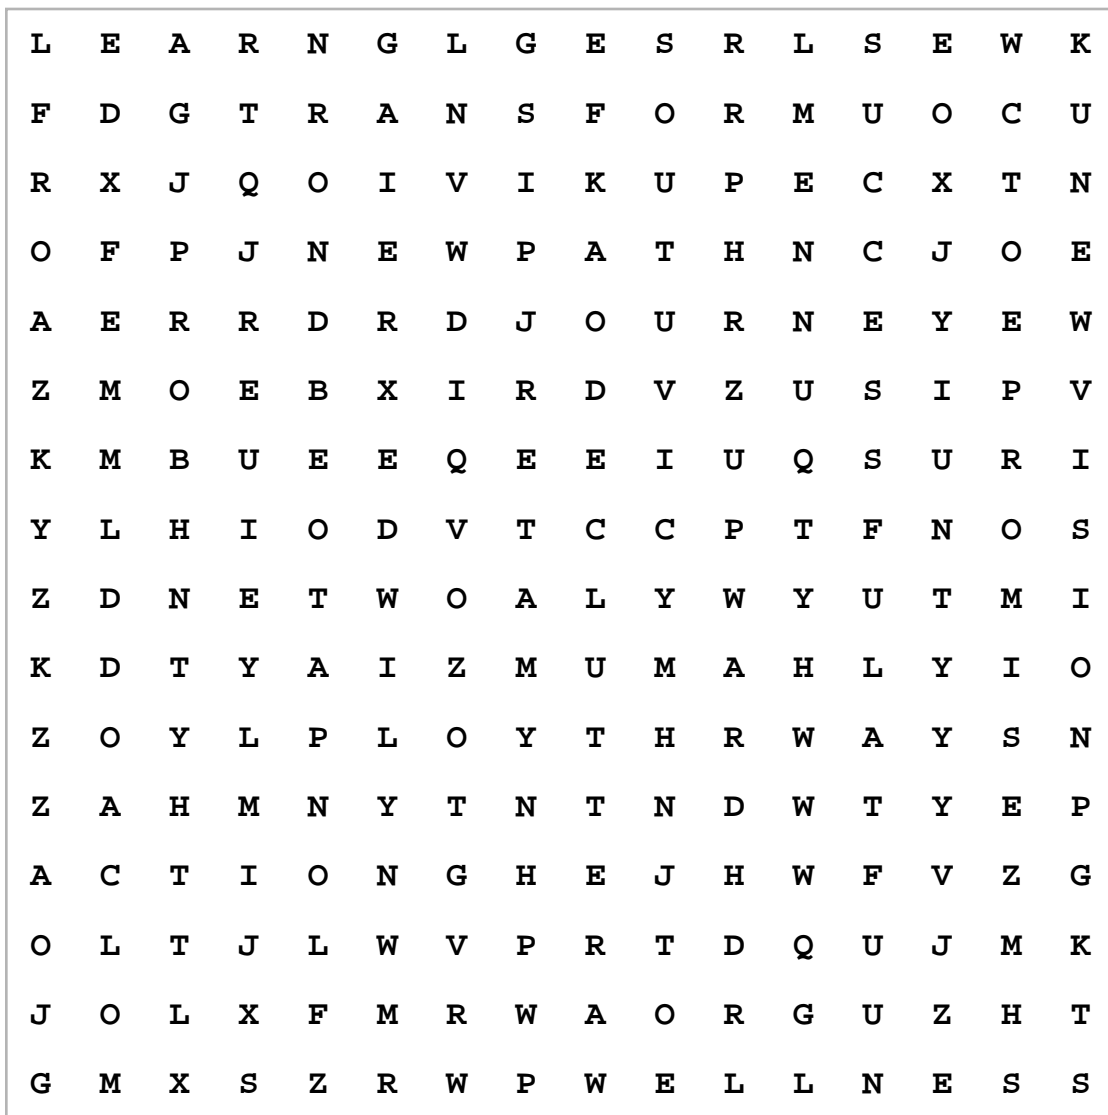 L E A R N G L G E S R L S E W K
F D G T R A N S F O R M U O C U
R X J Q O I V I K U P E C X T N
O F P J N E W P A T H N C J O E
A E R R D R D J O U R N E Y E W
Z M O E B X I R D V Z U S I P V
K M B U E E Q E E I U Q S U R I
Y L H I O D V T C C P T F N O S
Z D N E T W O A L Y W Y U T M I
K D T Y A I Z M U M A H L Y I O
Z O Y L P L O Y T H R W A Y S N
Z A H M N Y T N T N D W T Y E P
A C T I O N G H E J H W F V Z G
O L T J L W V P R T D Q U J M K
J O L X F M R W A O R G U Z H T
G M X S Z R W P W E L L N E S S